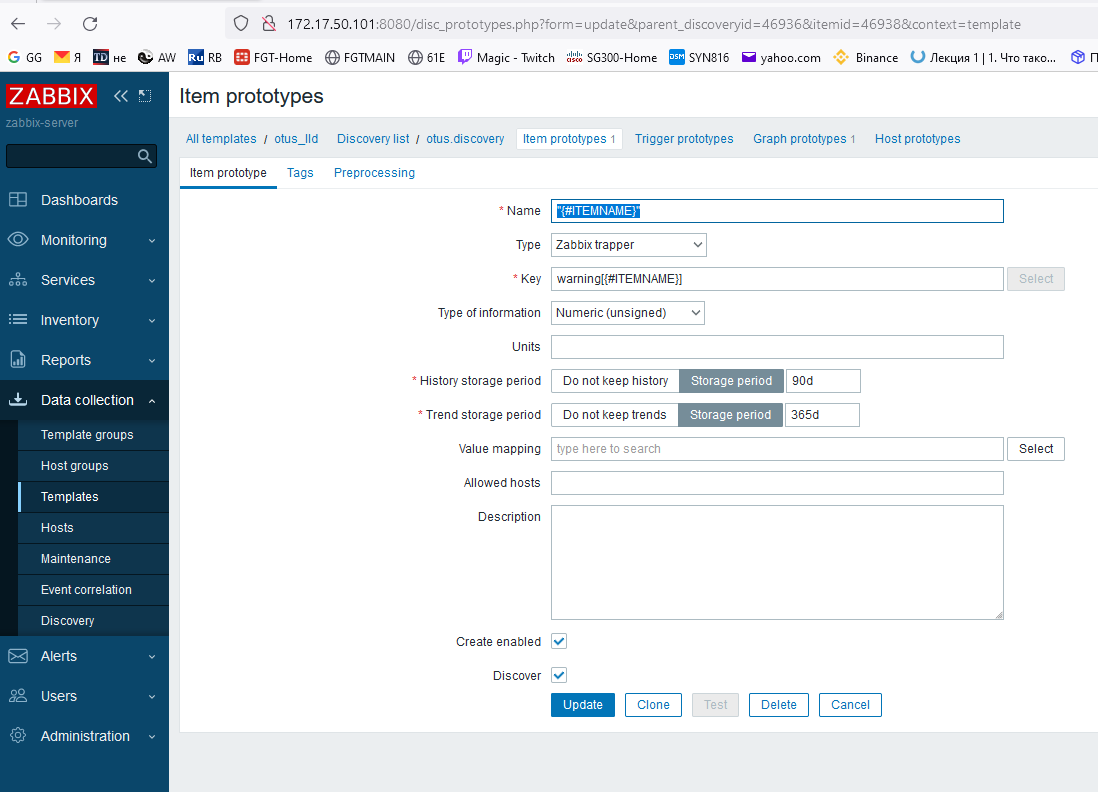 172.17.50.101:8080/disc_prototypes.php?form=update&parent_discoveryid=46936&itemid=46938&context=template
GG Я не AW RB FGT-Home FGTMAIN 61E Magic - Twitch SG300-Home SYN816 yahoo.com Binance Лекция 1 | 1. Что тако...
ZABBIX
zabbix-server
Dashboards
Monitoring
Services
Inventory
Reports
Data collection
Template groups
Host groups
Templates
Hosts
Maintenance
Event correlation
Discovery
Alerts
Users
Administration
Item prototypes
All templates / otus_lld Discovery list / otus.discovery Item prototypes 1 Trigger prototypes Graph prototypes 1 Host prototypes
Item prototype Tags Preprocessing
* Name "{#ITEMNAME}"
Type Zabbix trapper
* Key warning[{#ITEMNAME}] Select
Type of information Numeric (unsigned)
Units
* History storage period Do not keep history Storage period 90d
* Trend storage period Do not keep trends Storage period 365d
Value mapping type here to search Select
Allowed hosts
Description
Create enabled
Discover
Update Clone Test Delete Cancel